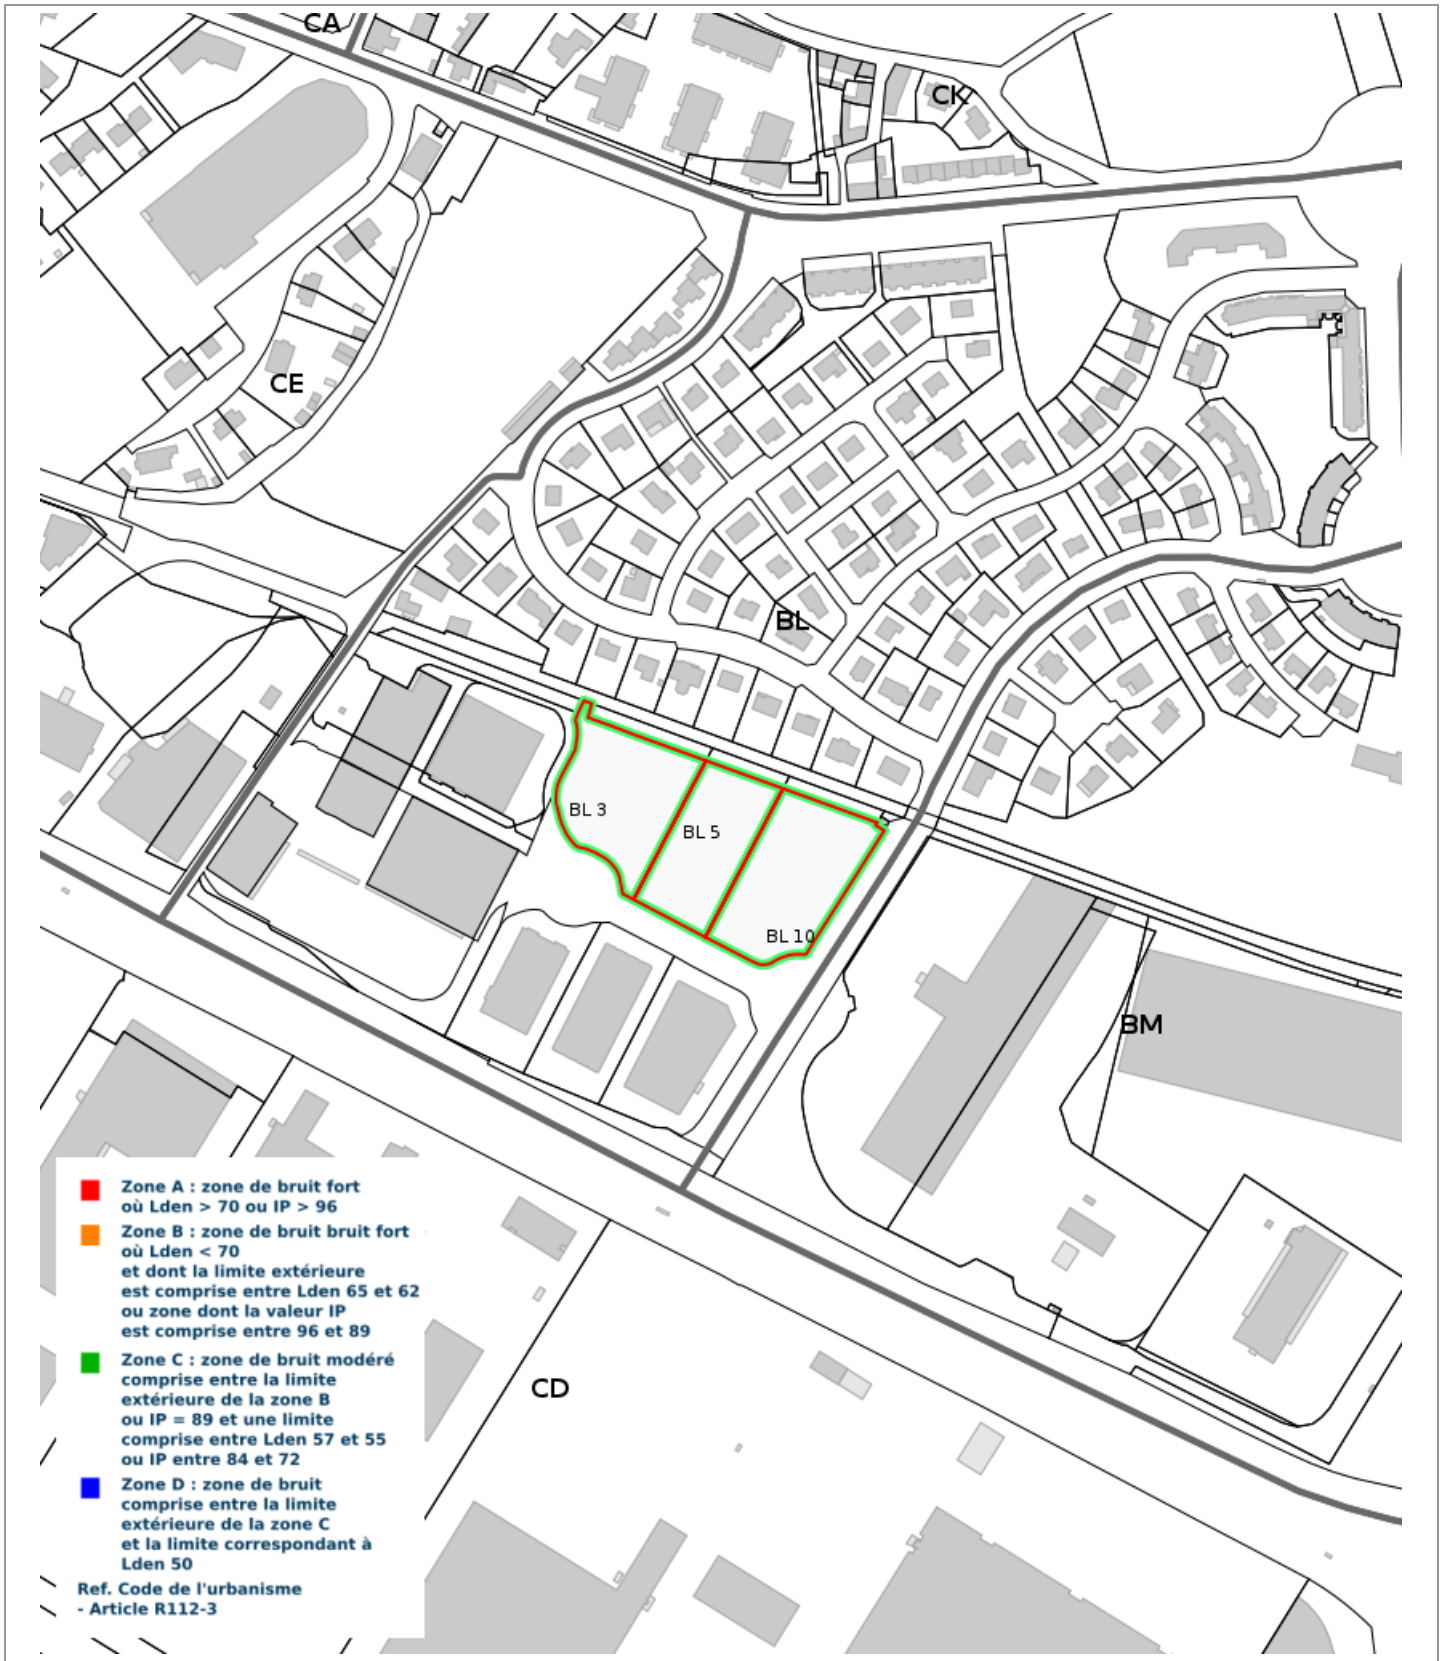 CA
CK
CE
BL
BL 3
BL 5
BL 10
BM
CD
Zone A : zone de bruit fort
où Lden > 70 ou IP > 96
Zone B : zone de bruit bruit fort
où Lden < 70
et dont la limite extérieure
est comprise entre Lden 65 et 62
ou zone dont la valeur IP
est comprise entre 96 et 89
Zone C : zone de bruit modéré
comprise entre la limite
extérieure de la zone B
ou IP = 89 et une limite
comprise entre Lden 57 et 55
ou IP entre 84 et 72
Zone D : zone de bruit
comprise entre la limite
extérieure de la zone C
et la limite correspondant à
Lden 50
Ref. Code de l'urbanisme
- Article R112-3